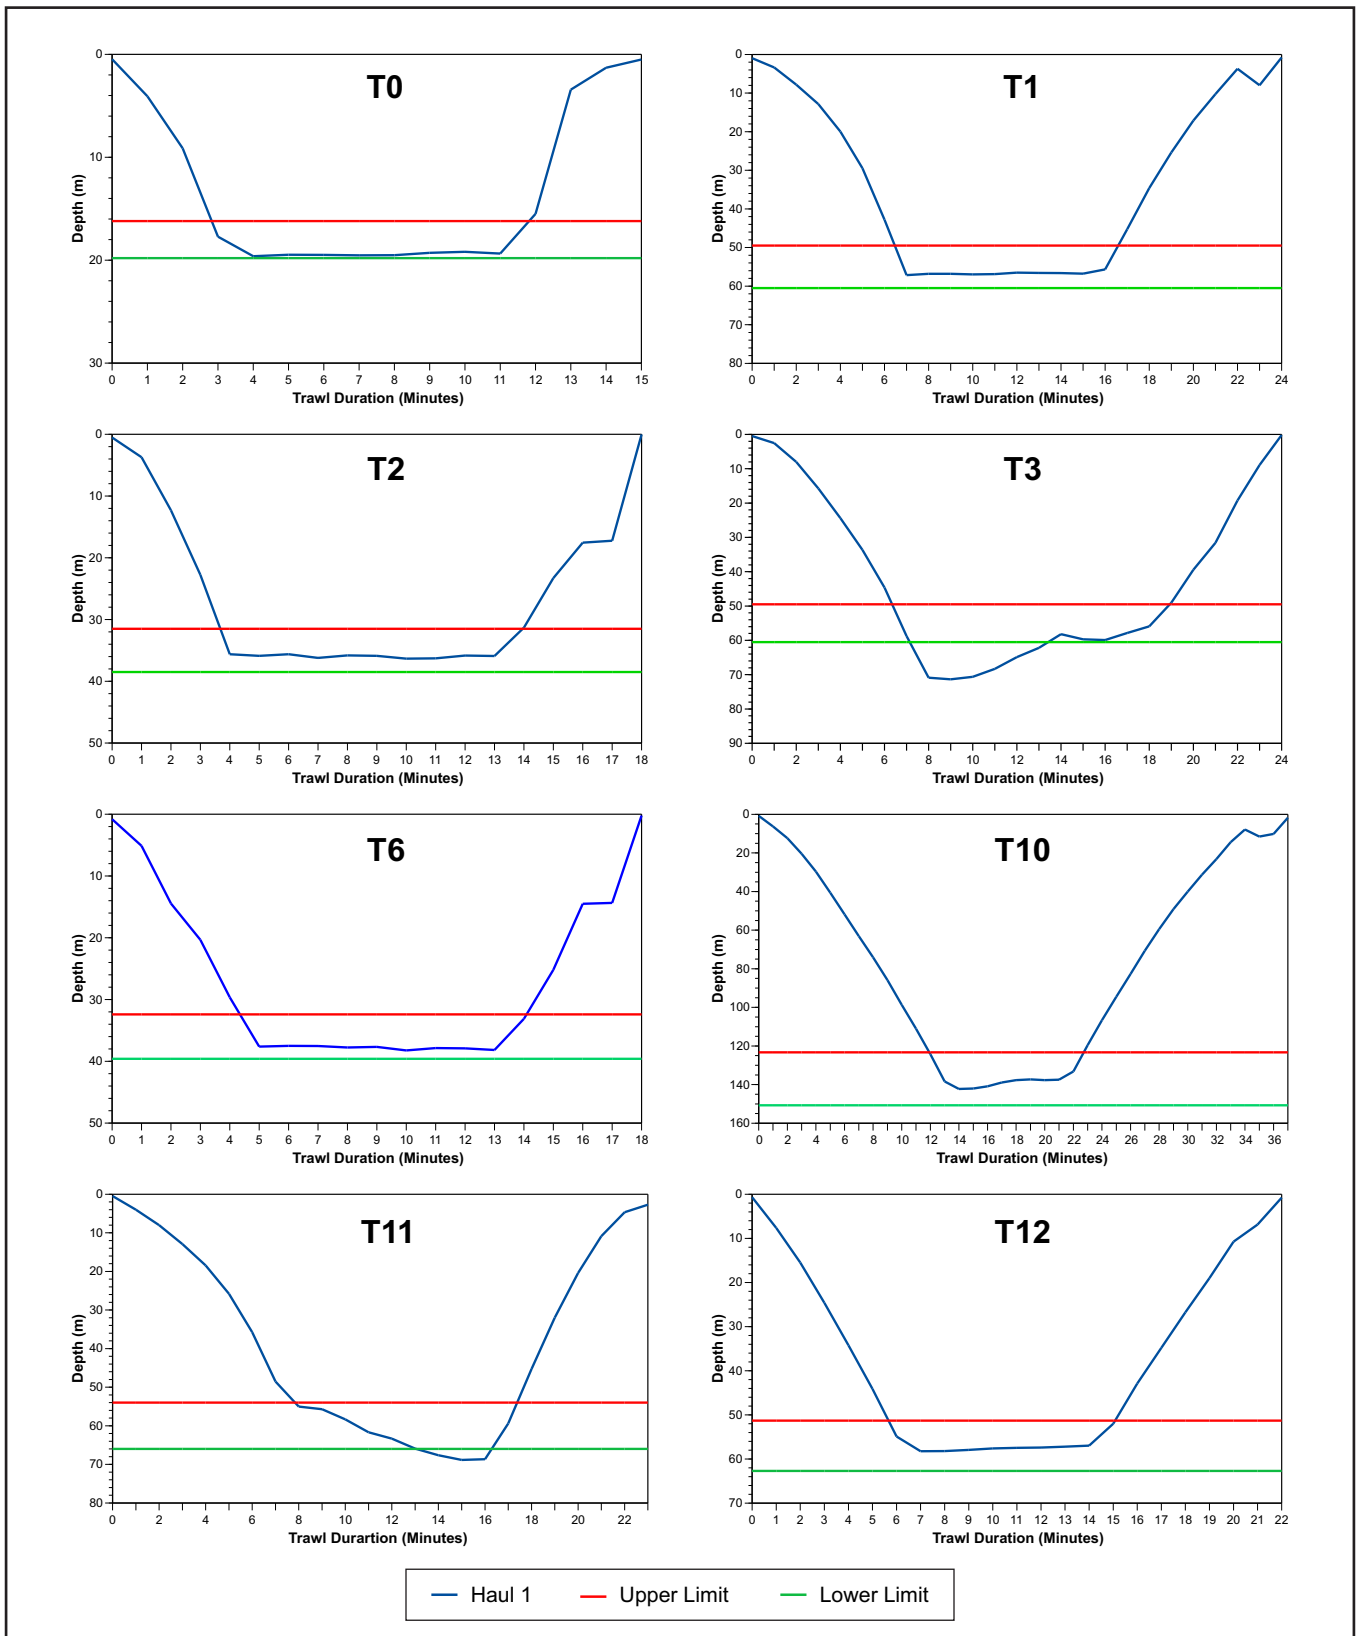 T0
Depth (m)
0
10
20
30
0 1 2 3 4 5 6 7 8 9 10 11 12 13 14 15
Trawl Duration (Minutes)
T1
Depth (m)
0
10
20
30
40
50
60
70
80
0 2 4 6 8 10 12 14 16 18 20 22 24
Trawl Duration (Minutes)
T2
Depth (m)
0
10
20
30
40
50
0 1 2 3 4 5 6 7 8 9 10 11 12 13 14 15 16 17 18
Trawl Duration (Minutes)
T3
Depth (m)
0
10
20
30
40
50
60
70
80
90
0 2 4 6 8 10 12 14 16 18 20 22 24
Trawl Duration (Minutes)
T6
Depth (m)
0
10
20
30
40
50
0 1 2 3 4 5 6 7 8 9 10 11 12 13 14 15 16 17 18
Trawl Duration (Minutes)
T10
Depth (m)
0
20
40
60
80
100
120
140
160
0 2 4 6 8 10 12 14 16 18 20 22 24 26 28 30 32 34 36
Trawl Duration (Minutes)
T11
Depth (m)
0
10
20
30
40
50
60
70
80
0 2 4 6 8 10 12 14 16 18 20 22
Trawl Durartion (Minutes)
T12
Depth (m)
0
10
20
30
40
50
60
70
0 1 2 3 4 5 6 7 8 9 10 11 12 13 14 15 16 17 18 19 20 21 22
Trawl Duration (Minutes)
Haul 1 Upper Limit Lower Limit